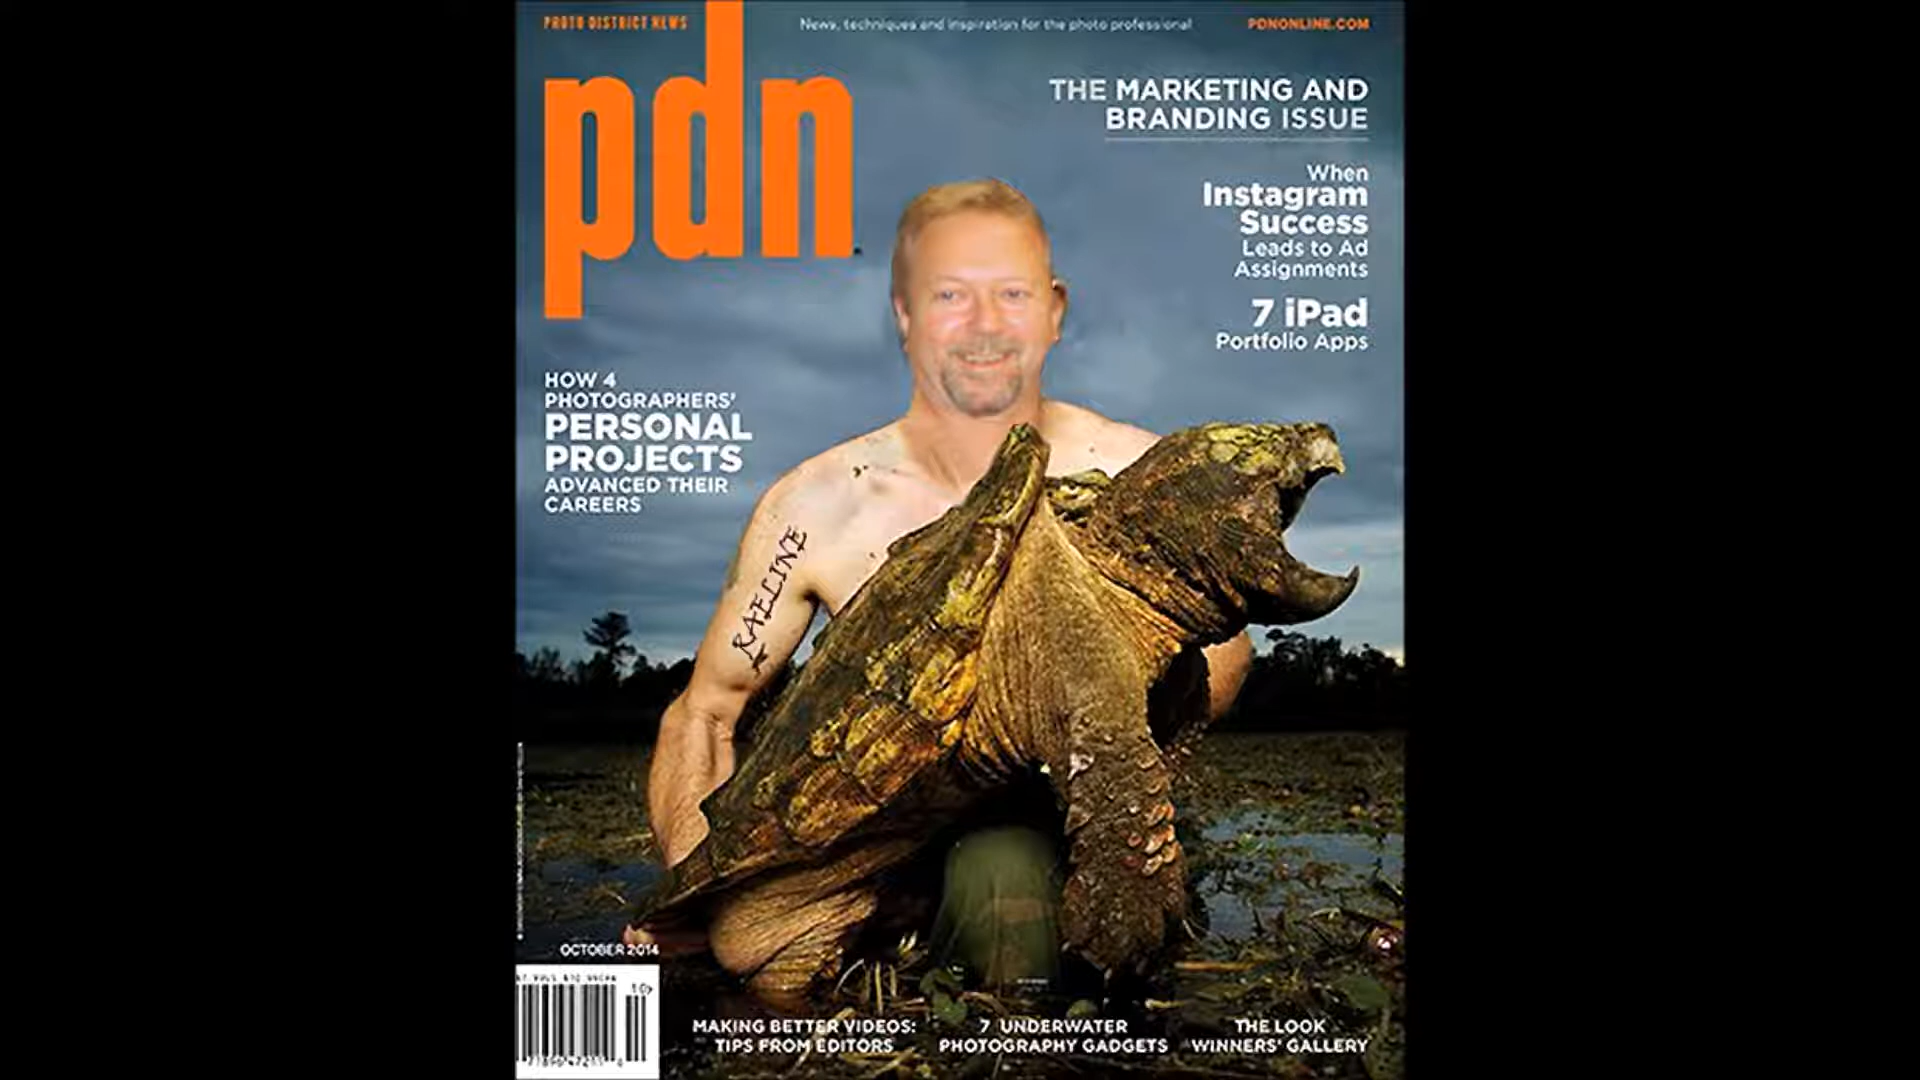 PHOTO DISTRICT NEWS
News, techniques and inspiration for the photo professional
PDNONLINE.COM
pdn
THE MARKETING AND
BRANDING ISSUE
When
Instagram
Success
Leads to Ad
Assignments
7 iPad
Portfolio Apps
HOW 4
PHOTOGRAPHERS'
PERSONAL
PROJECTS
ADVANCED THEIR
CAREERS
RAELINE
OCTOBER 2014
10>
MAKING BETTER VIDEOS:
TIPS FROM EDITORS
7 UNDERWATER
PHOTOGRAPHY GADGETS
THE LOOK
WINNERS' GALLERY